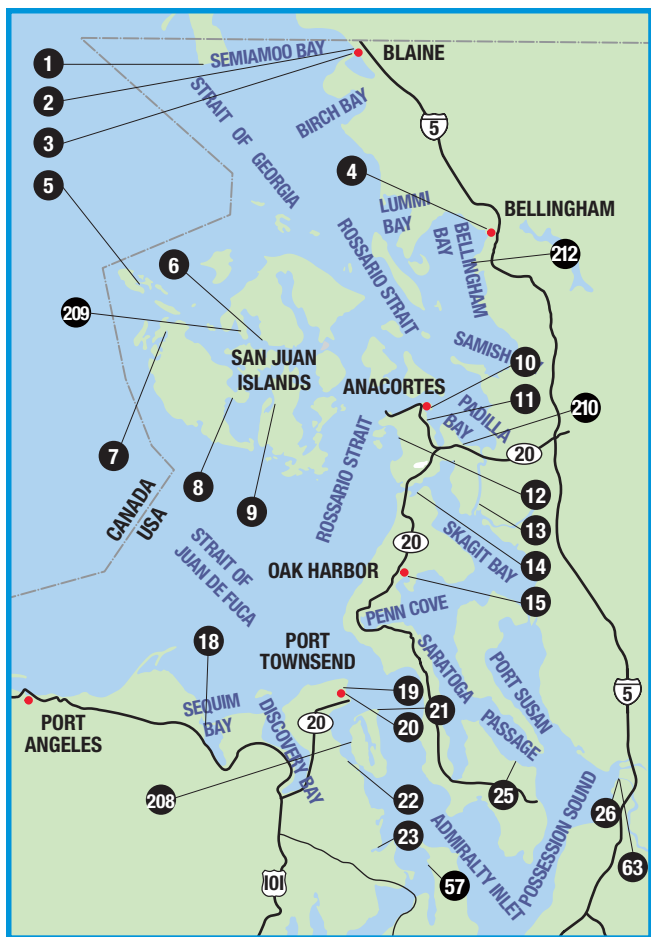 1
SEMIAMOO BAY
BLAINE
2
3
STRAIT OF GEORGIA
BIRCH BAY
5
4
5
LUMMI
BAY
BELLINGHAM
BELLINGHAM
BAY
212
6
ROSSARIO STRAIT
209
SAMISH
SAN JUAN
ISLANDS
10
ANACORTES
11
PADILLA
BAY
210
7
8
9
20
ROSSARIO STRAIT
12
13
CANADA
USA
20
SKAGIT BAY
14
STRAIT OF
JUAN DE FUCA
OAK HARBOR
15
PENN COVE
18
PORT
TOWNSEND
SARATOGA
PASSAGE
PORT SUSAN
19
20
21
5
PORT
ANGELES
SEQUIM
BAY
DISCOVERY BAY
20
208
22
25
26
23
ADMIRALTY INLET
POSSESSION SOUND
63
101
57